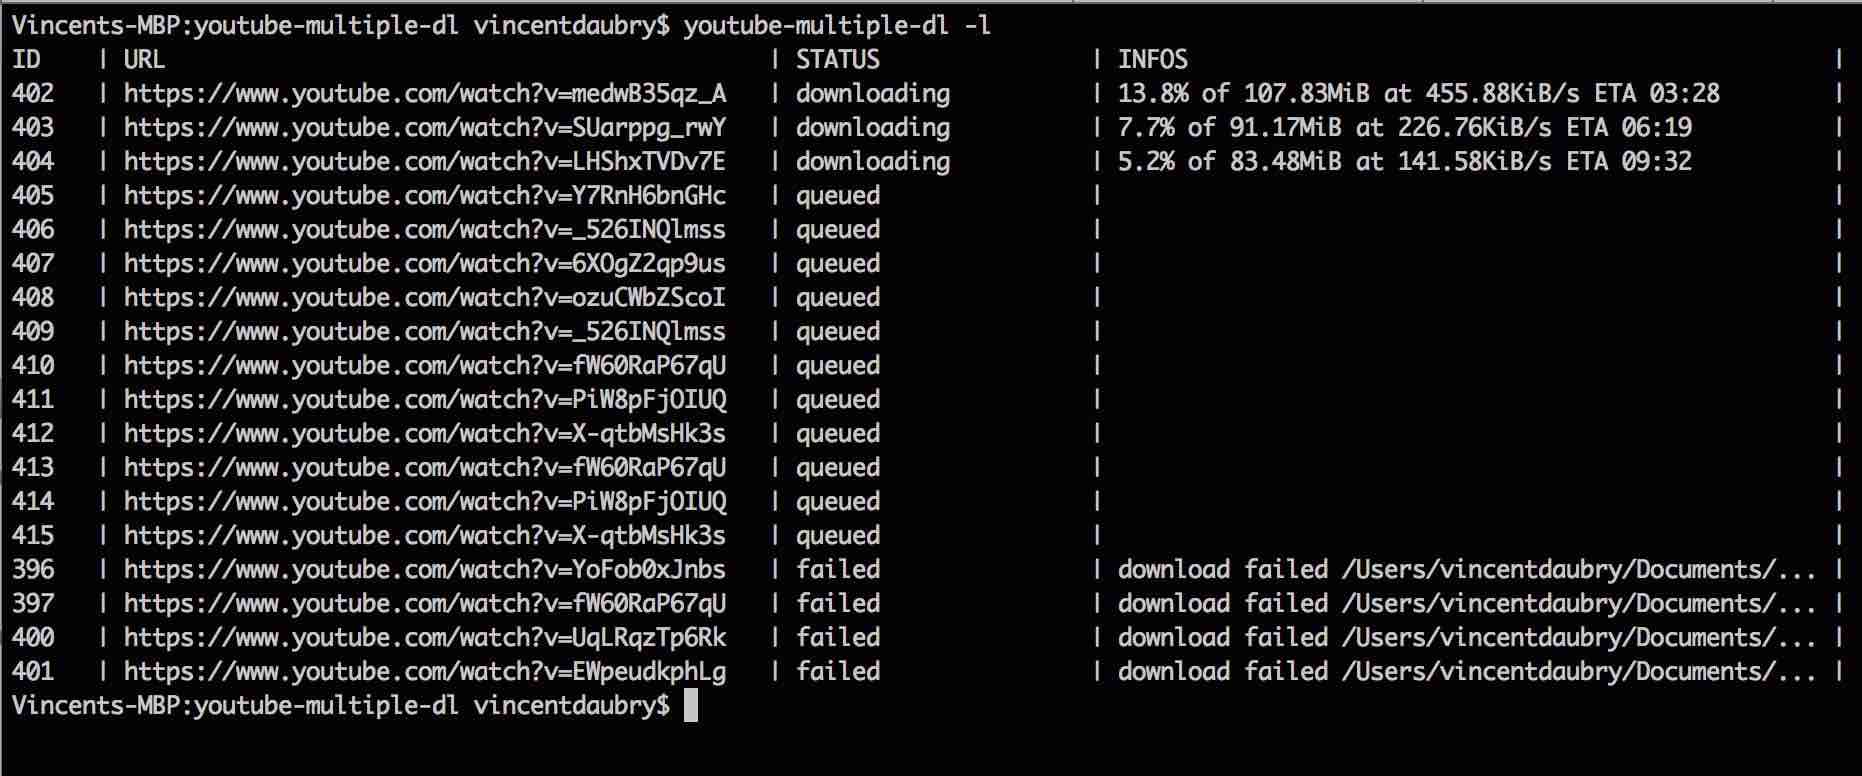 Vincents-MBP:youtube-multiple-dl vincentdaubry$ youtube-multiple-dl -l
ID | URL | STATUS | INFOS |
402 | https://www.youtube.com/watch?v=medwB35qz_A | downloading | 13.8% of 107.83MiB at 455.88KiB/s ETA 03:28 |
403 | https://www.youtube.com/watch?v=SUarppg_rwY | downloading | 7.7% of 91.17MiB at 226.76KiB/s ETA 06:19 |
404 | https://www.youtube.com/watch?v=LHShxTVDv7E | downloading | 5.2% of 83.48MiB at 141.58KiB/s ETA 09:32 |
405 | https://www.youtube.com/watch?v=Y7RnH6bnGHc | queued | |
406 | https://www.youtube.com/watch?v=_526INQlmss | queued | |
407 | https://www.youtube.com/watch?v=6XOgZ2qp9us | queued | |
408 | https://www.youtube.com/watch?v=ozuCWbZScoI | queued | |
409 | https://www.youtube.com/watch?v=_526INQlmss | queued | |
410 | https://www.youtube.com/watch?v=fW60RaP67qU | queued | |
411 | https://www.youtube.com/watch?v=PiW8pFjOIUQ | queued | |
412 | https://www.youtube.com/watch?v=X-qtbMsHk3s | queued | |
413 | https://www.youtube.com/watch?v=fW60RaP67qU | queued | |
414 | https://www.youtube.com/watch?v=PiW8pFjOIUQ | queued | |
415 | https://www.youtube.com/watch?v=X-qtbMsHk3s | queued | |
396 | https://www.youtube.com/watch?v=YoFob0xJnbs | failed | download failed /Users/vincentdaubry/Documents/... |
397 | https://www.youtube.com/watch?v=fW60RaP67qU | failed | download failed /Users/vincentdaubry/Documents/... |
400 | https://www.youtube.com/watch?v=UqLRqzTp6Rk | failed | download failed /Users/vincentdaubry/Documents/... |
401 | https://www.youtube.com/watch?v=EWpeudkphLg | failed | download failed /Users/vincentdaubry/Documents/... |
Vincents-MBP:youtube-multiple-dl vincentdaubry$